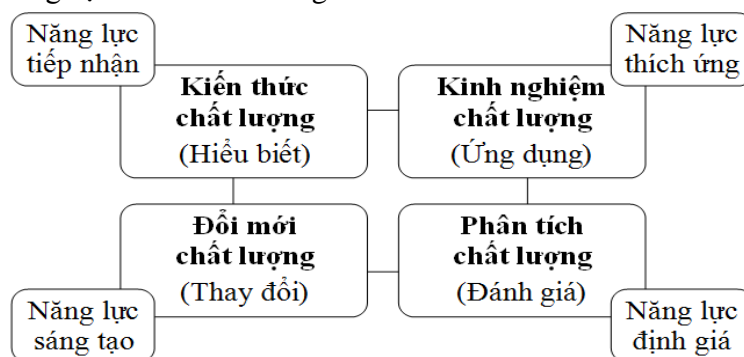 Năng lực
tiếp nhận
Kiến thức
chất lượng
(Hiểu biết)
Năng lực
thích ứng
Kinh nghiệm
chất lượng
(Ứng dụng)
Đổi mới
chất lượng
(Thay đổi)
Năng lực
sáng tạo
Phân tích
chất lượng
(Đánh giá)
Năng lực
định giá